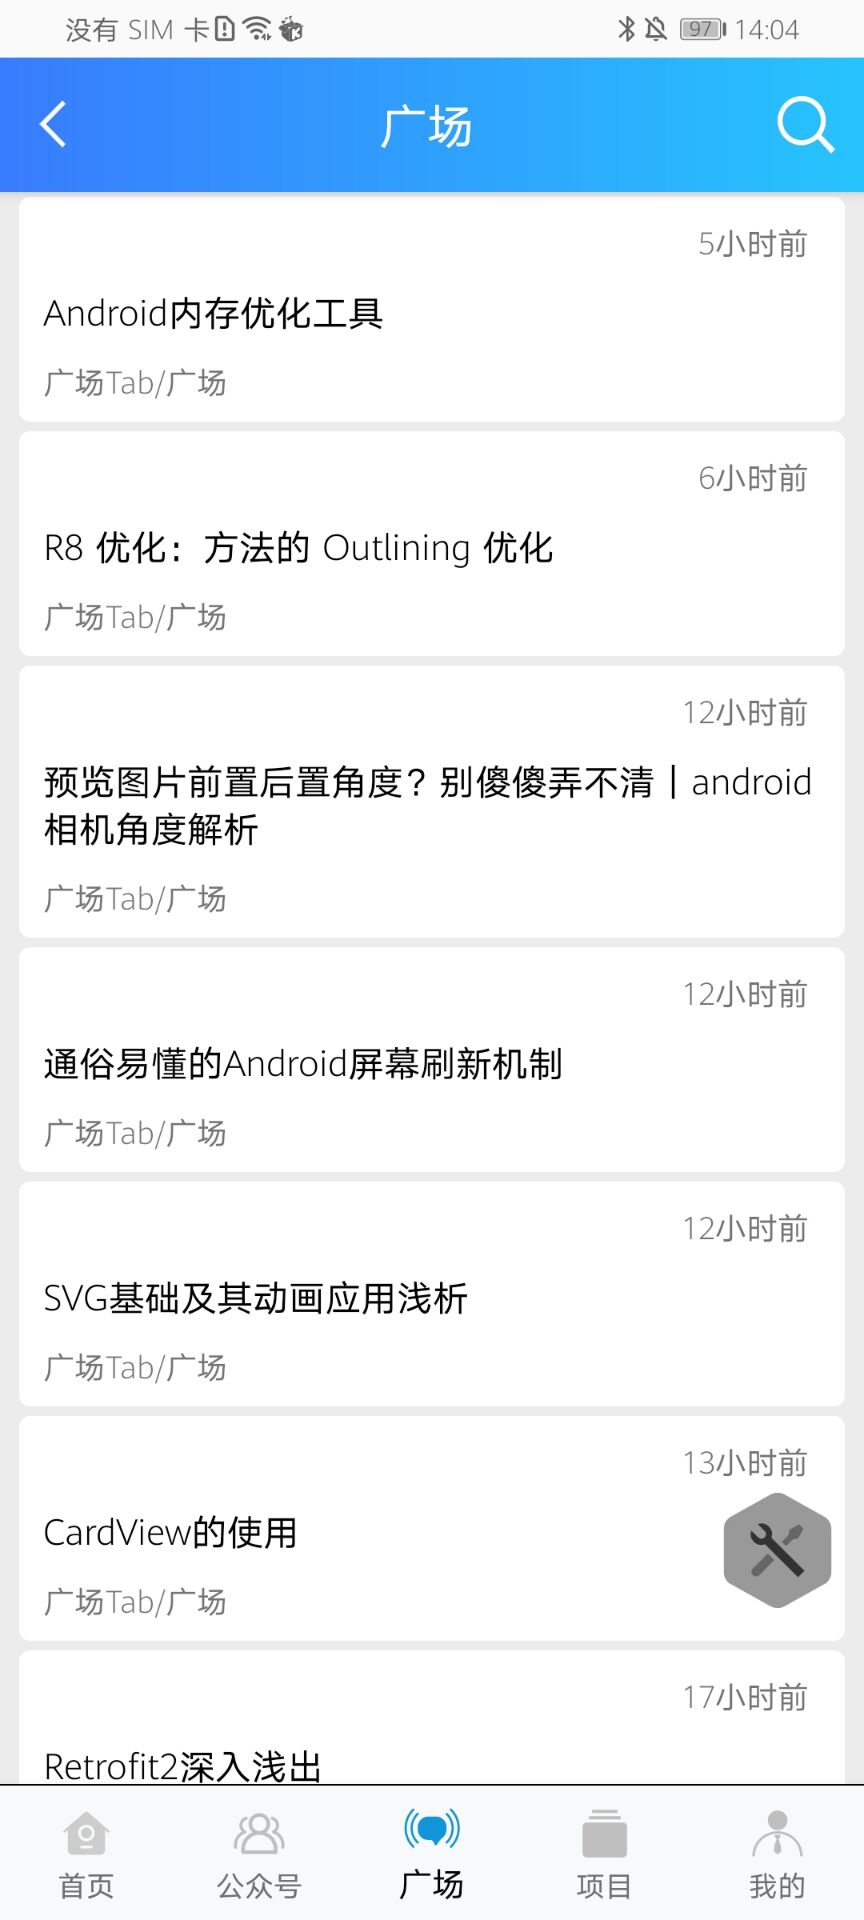 没有 SIM 卡 97 14:04
广场
5小时前
Android内存优化工具
广场Tab/广场
6小时前
R8 优化：方法的 Outlining 优化
广场Tab/广场
12小时前
预览图片前置后置角度？别傻傻弄不清｜android
相机角度解析
广场Tab/广场
12小时前
通俗易懂的Android屏幕刷新机制
广场Tab/广场
12小时前
SVG基础及其动画应用浅析
广场Tab/广场
13小时前
CardView的使用
广场Tab/广场
17小时前
Retrofit2深入浅出
首页 公众号 广场 项目 我的